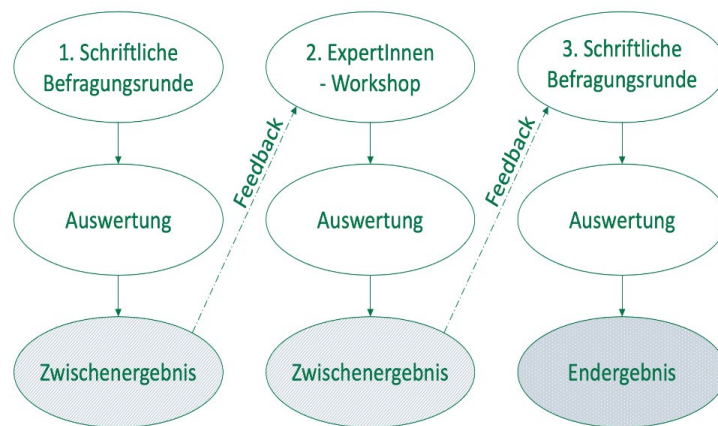 1. Schriftliche
Befragungsrunde
Auswertung
Zwischenergebnis
Feedback
2. ExpertInnen
- Workshop
Auswertung
Zwischenergebnis
Feedback
3. Schriftliche
Befragungsrunde
Auswertung
Endergebnis